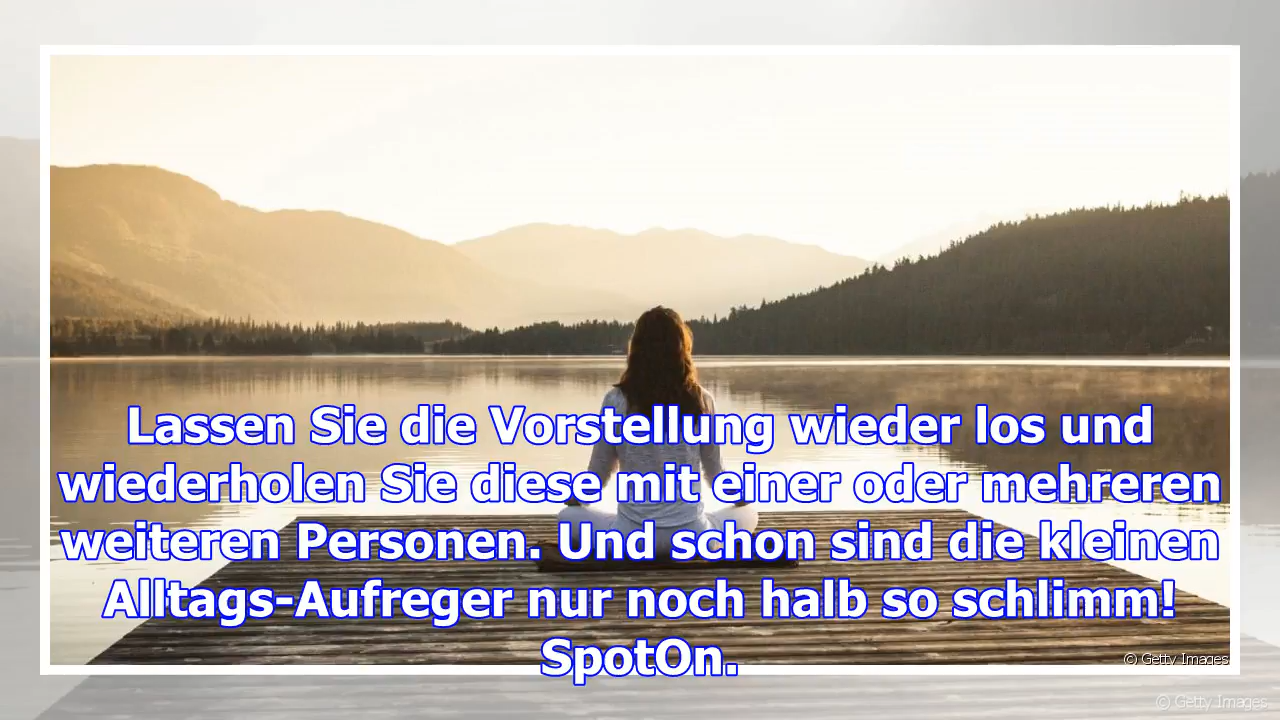 Lassen Sie die Vorstellung wieder los und
wiederholen Sie diese mit einer oder mehreren
weiteren Personen. Und schon sind die kleinen
Alltags-Aufreger nur noch halb so schlimm!
SpotOn.
© Getty Images
© Getty Images